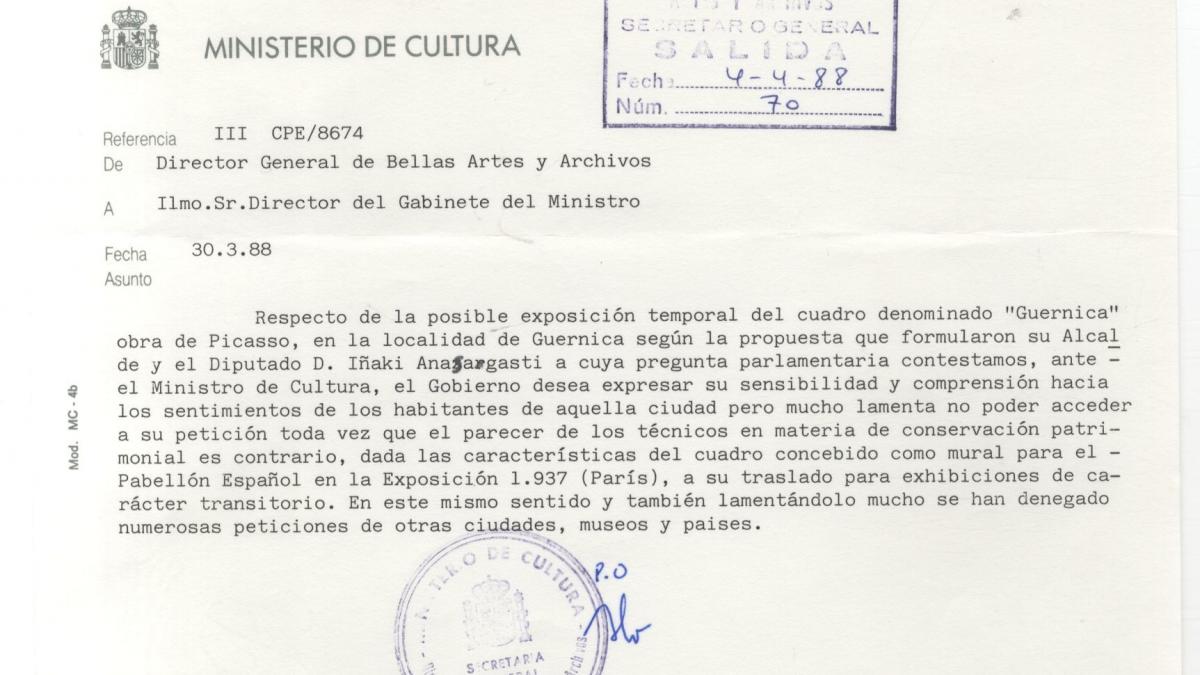 MINISTERIO DE CULTURA
SECRETARIO GENERAL
SALIDA
Fecha 4-4-88
Núm. 70
Referencia III CPE/8674
De Director General de Bellas Artes y Archivos
A Ilmo.Sr.Director del Gabinete del Ministro
Fecha 30.3.88
Asunto
Respecto de la posible exposición temporal del cuadro denominado "Guernica"
obra de Picasso, en la localidad de Guernica según la propuesta que formularon su Alcal
de y el Diputado D. Iñaki Anasargasti a cuya pregunta parlamentaria contestamos, ante -
el Ministro de Cultura, el Gobierno desea expresar su sensibilidad y comprensión hacia
los sentimientos de los habitantes de aquella ciudad pero mucho lamenta no poder acceder
a su petición toda vez que el parecer de los técnicos en materia de conservación patri-
monial es contrario, dada las características del cuadro concebido como mural para el -
Pabellón Español en la Exposición 1.937 (París), a su traslado para exhibiciones de ca-
rácter transitorio. En este mismo sentido y también lamentándolo mucho se han denegado
numerosas peticiones de otras ciudades, museos y paises.
Mod. MC - 4b
P.O
MINISTERIO DE CULTURA
SECRETARIA